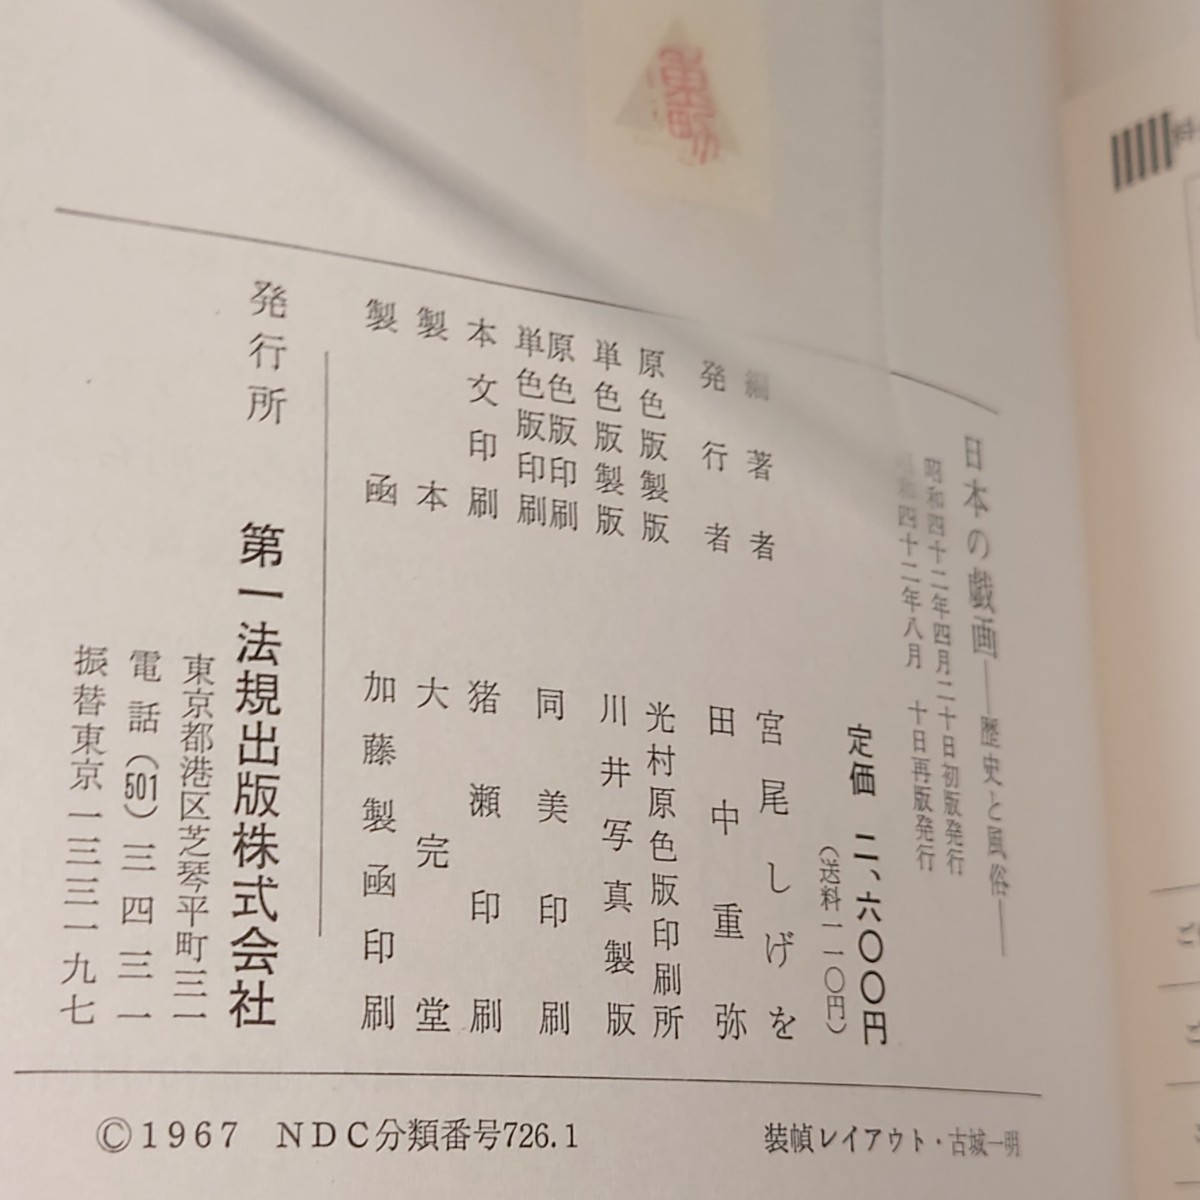 日本の戯画―歴史と風俗―
昭和四十二年四月二十日初版発行
昭和四十二年八月 十日再版発行
定価 二、六〇〇円
(送料一一〇円)
編著者 宮尾しげを
発行者 田中重弥
原色版製版 光村原色版印刷所
単色版製版 川井写真製版
原色版印刷
単色版印刷 同美印刷
本文印刷 猪瀬印刷
製本 大完堂
製函 加藤製函印刷
発行所 第一法規出版株式会社
東京都港区芝琴平町三一
電話(501)三四三一
振替東京一三三一九七
©1967 NDC分類番号726.1
装幀レイアウト・古城一明